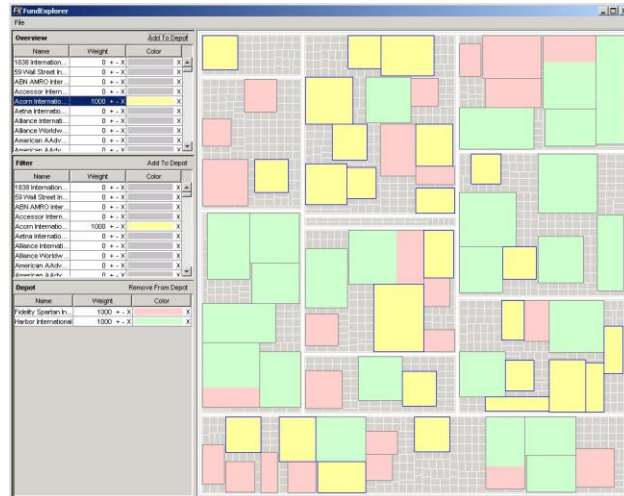 FundExplorer
File
Overview Add To Depot
Name Weight Color
1838 Internation... 0 + - X X
59 Wall Street In... 0 + - X X
ABN AMRO Inter... 0 + - X X
Accessor Intern... 0 + - X X
Acorn Internatio... 1000 + - X X
Aetna Internatio... 0 + - X X
Alliance Internati... 0 + - X X
Alliance Worldw... 0 + - X X
American AAdv... 0 + - X X
Filter Add To Depot
Name Weight Color
1838 Internation... 0 + - X X
59 Wall Street In... 0 + - X X
ABN AMRO Inter... 0 + - X X
Accessor Intern... 0 + - X X
Acorn Internatio... 1000 + - X X
Aetna Internatio... 0 + - X X
Alliance Internati... 0 + - X X
Alliance Worldw... 0 + - X X
American AAdv... 0 + - X X
Depot Remove From Depot
Name Weight Color
Fidelity Spartan In... 1000 + - X X
Harbor International 1000 + - X X